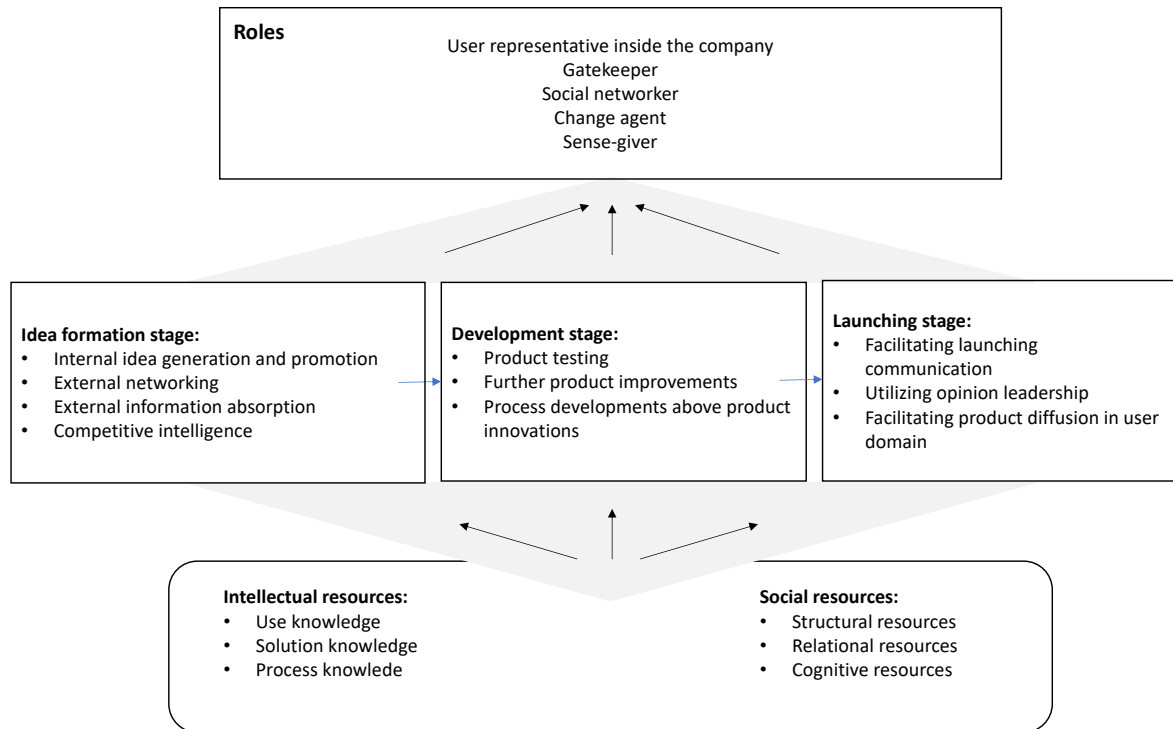 Roles
User representative inside the company
Gatekeeper
Social networker
Change agent
Sense-giver
Idea formation stage:
• Internal idea generation and promotion
• External networking
• External information absorption
• Competitive intelligence
Development stage:
• Product testing
• Further product improvements
• Process developments above product
innovations
Launching stage:
• Facilitating launching
communication
• Utilizing opinion leadership
• Facilitating product diffusion in user
domain
Intellectual resources:
• Use knowledge
• Solution knowledge
• Process knowlede
Social resources:
• Structural resources
• Relational resources
• Cognitive resources